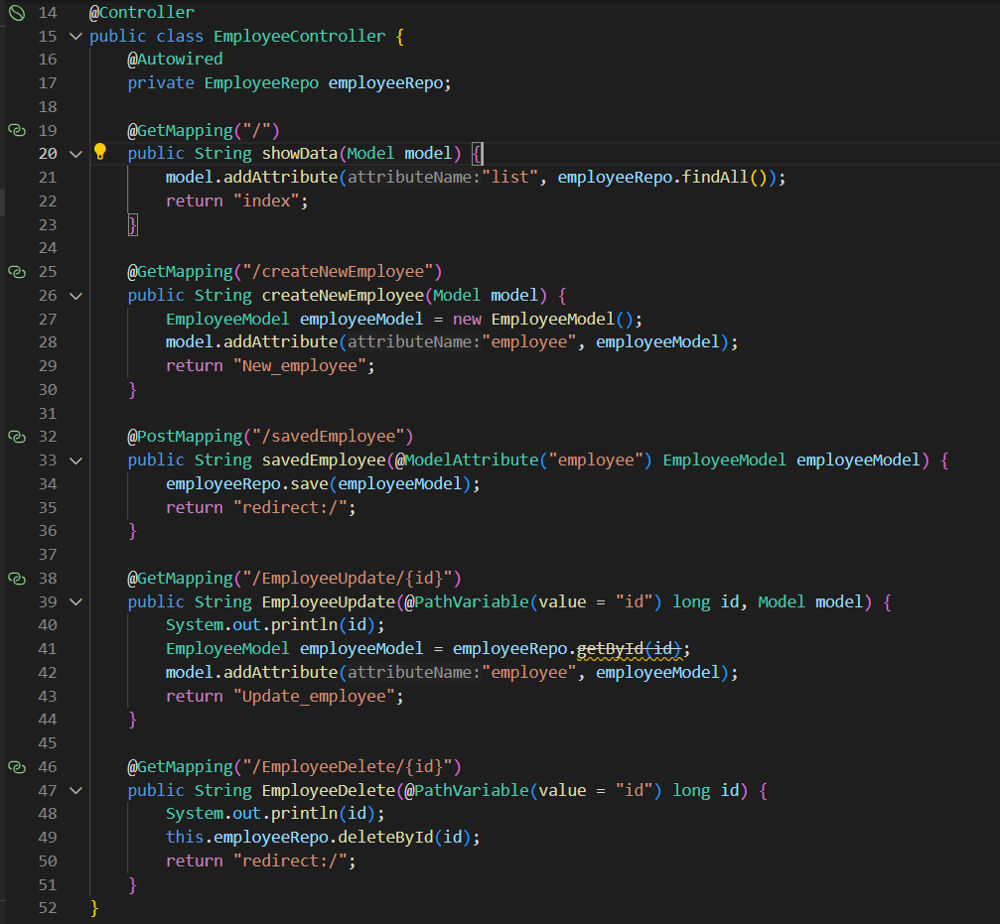 14 @Controller
15 public class EmployeeController {
16     @Autowired
17     private EmployeeRepo employeeRepo;
18
19     @GetMapping("/")
20     public String showData(Model model) {
21         model.addAttribute(attributeName:"list", employeeRepo.findAll());
22         return "index";
23     }
24
25     @GetMapping("/createNewEmployee")
26     public String createNewEmployee(Model model) {
27         EmployeeModel employeeModel = new EmployeeModel();
28         model.addAttribute(attributeName:"employee", employeeModel);
29         return "New_employee";
30     }
31
32     @PostMapping("/savedEmployee")
33     public String savedEmployee(@ModelAttribute("employee") EmployeeModel employeeModel) {
34         employeeRepo.save(employeeModel);
35         return "redirect:/";
36     }
37
38     @GetMapping("/EmployeeUpdate/{id}")
39     public String EmployeeUpdate(@PathVariable(value = "id") long id, Model model) {
40         System.out.println(id);
41         EmployeeModel employeeModel = employeeRepo.getById(id);
42         model.addAttribute(attributeName:"employee", employeeModel);
43         return "Update_employee";
44     }
45
46     @GetMapping("/EmployeeDelete/{id}")
47     public String EmployeeDelete(@PathVariable(value = "id") long id) {
48         System.out.println(id);
49         this.employeeRepo.deleteById(id);
50         return "redirect:/";
51     }
52 }